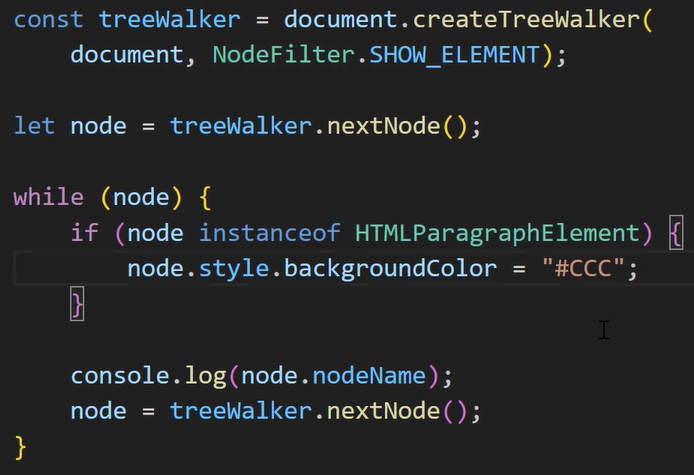 const treeWalker = document.createTreeWalker(
    document, NodeFilter.SHOW_ELEMENT);

let node = treeWalker.nextNode();

while (node) {
    if (node instanceof HTMLParagraphElement) {
        node.style.backgroundColor = "#CCC";
    }

    console.log(node.nodeName);
    node = treeWalker.nextNode();
}